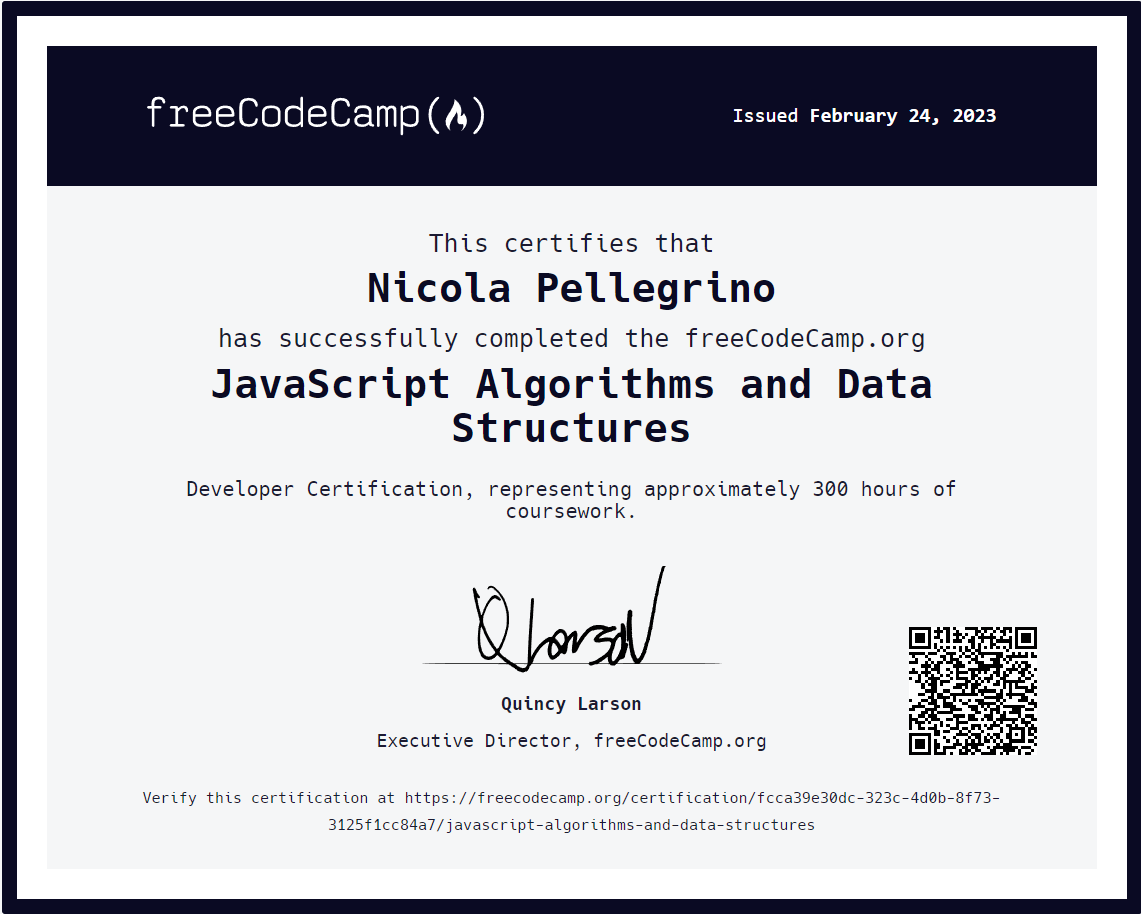 freeCodeCamp(🔥)
Issued February 24, 2023
This certifies that
Nicola Pellegrino
has successfully completed the freeCodeCamp.org
JavaScript Algorithms and Data
Structures
Developer Certification, representing approximately 300 hours of
coursework.
Q Larson
Quincy Larson
Executive Director, freeCodeCamp.org
Verify this certification at https://freecodecamp.org/certification/fcca39e30dc-323c-4d0b-8f73-
3125f1cc84a7/javascript-algorithms-and-data-structures